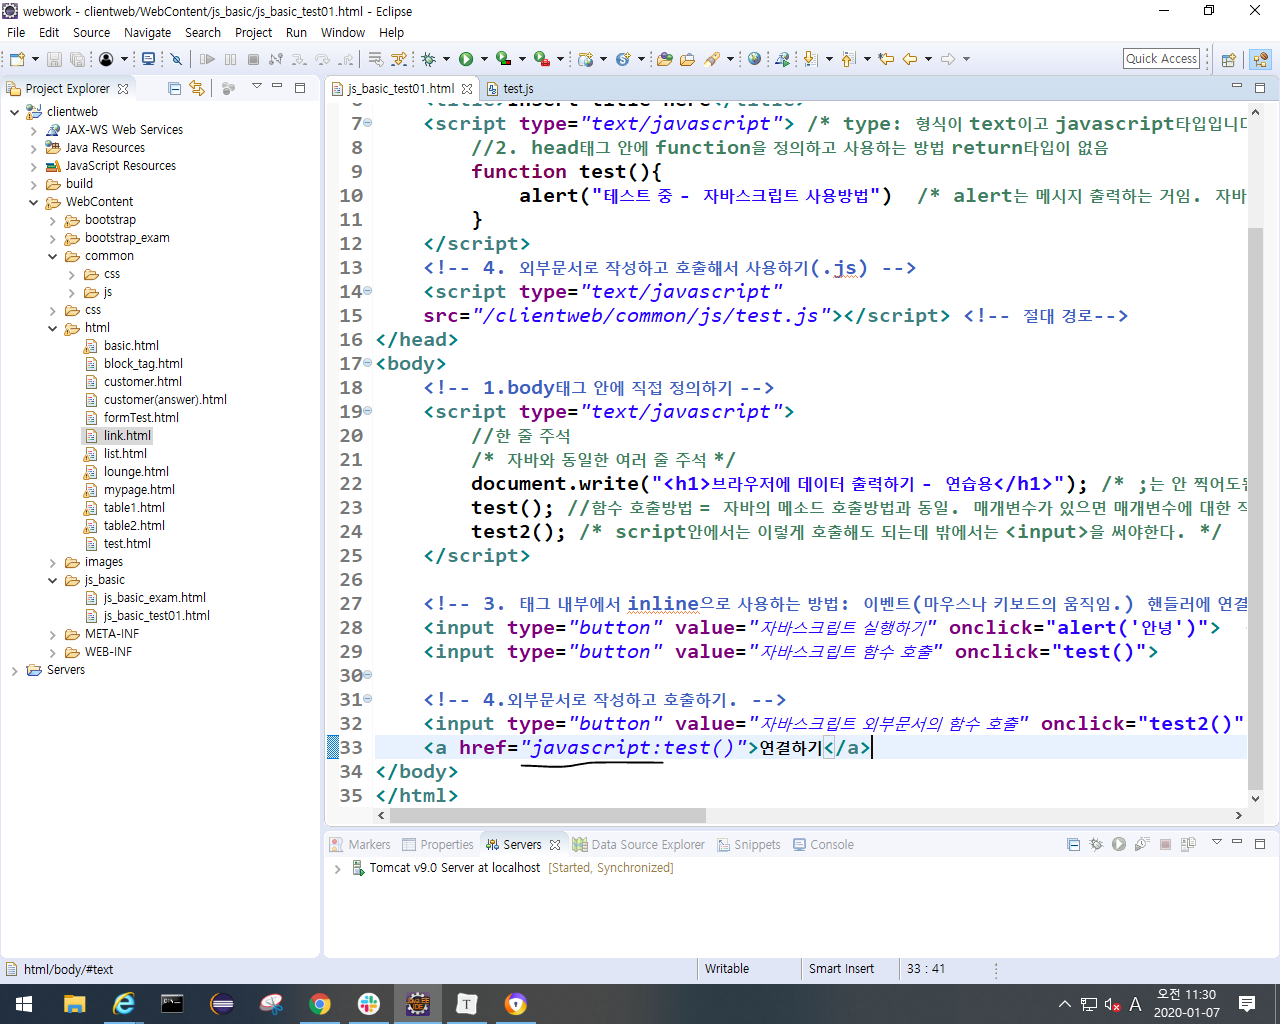 webwork - clientweb/WebContent/js_basic/js_basic_test01.html - Eclipse
File Edit Source Navigate Search Project Run Window Help
Quick Access
Project Explorer
js_basic_test01.html
test.js
clientweb
JAX-WS Web Services
Java Resources
JavaScript Resources
build
WebContent
bootstrap
bootstrap_exam
common
css
js
css
html
basic.html
block_tag.html
customer.html
customer(answer).html
formTest.html
link.html
list.html
lounge.html
mypage.html
table1.html
table2.html
test.html
images
js_basic
js_basic_exam.html
js_basic_test01.html
META-INF
WEB-INF
Servers
7 <script type="text/javascript"> /* type: 형식이 text이고 javascript타입입니다
8 //2. head태그 안에 function을 정의하고 사용하는 방법 return타입이 없음
9 function test(){
10 alert("테스트 중 - 자바스크립트 사용방법") /* alert는 메시지 출력하는 거임. 자바
11 }
12 </script>
13 <!-- 4. 외부문서로 작성하고 호출해서 사용하기(.js) -->
14 <script type="text/javascript"
15 src="/clientweb/common/js/test.js"></script> <!-- 절대 경로-->
16 </head>
17 <body>
18 <!-- 1.body태그 안에 직접 정의하기 -->
19 <script type="text/javascript">
20 //한 줄 주석
21 /* 자바와 동일한 여러 줄 주석 */
22 document.write("<h1>브라우저에 데이터 출력하기 - 연습용</h1>"); /* ;는 안 찍어도
23 test(); //함수 호출방법 = 자바의 메소드 호출방법과 동일. 매개변수가 있으면 매개변수에 대한
24 test2(); /* script안에서는 이렇게 호출해도 되는데 밖에서는 <input>을 써야한다. */
25 </script>
26
27 <!-- 3. 태그 내부에서 inline으로 사용하는 방법: 이벤트(마우스나 키보드의 움직임.) 핸들러에 연결
28 <input type="button" value="자바스크립트 실행하기" onclick="alert('안녕')">
29 <input type="button" value="자바스크립트 함수 호출" onclick="test()">
30
31 <!-- 4.외부문서로 작성하고 호출하기. -->
32 <input type="button" value="자바스크립트 외부문서의 함수 호출" onclick="test2()"
33 <a href="javascript:test()">연결하기</a>
34 </body>
35 </html>
Markers Properties Servers Data Source Explorer Snippets Console
Tomcat v9.0 Server at localhost [Started, Synchronized]
html/body/#text Writable Smart Insert 33 : 41
A 오전 11:30
2020-01-07